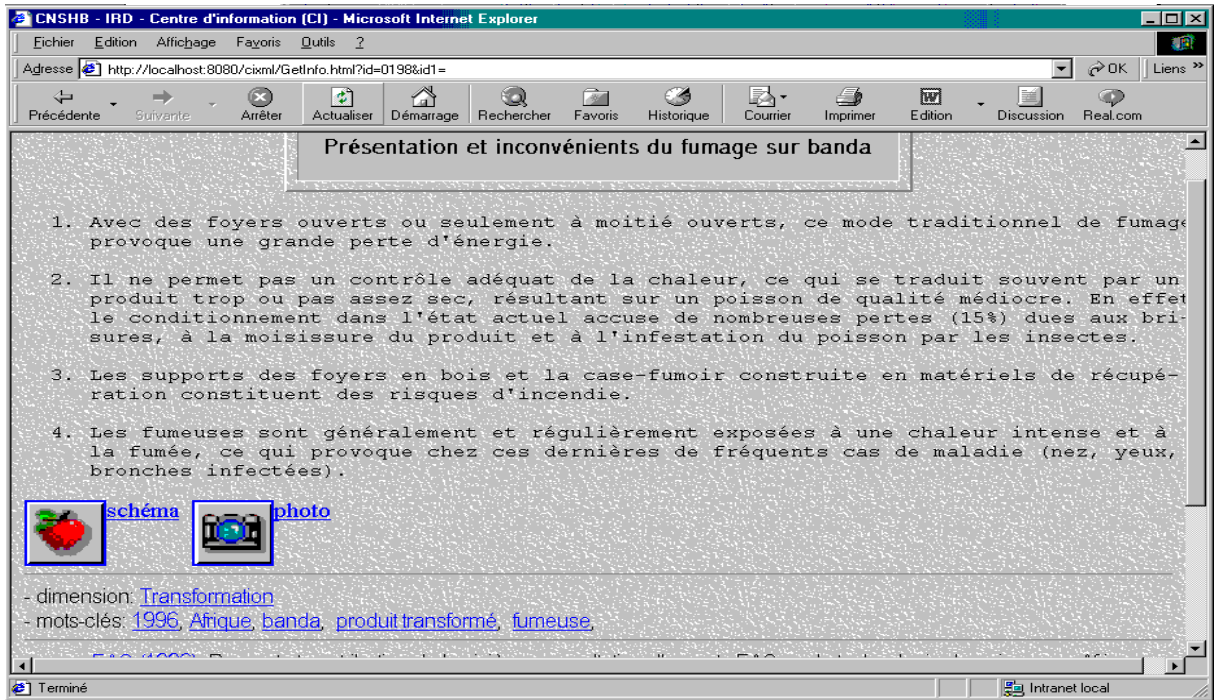 CNSHB - IRD - Centre d'information (CI) - Microsoft Internet Explorer
Fichier Edition Affichage Favoris Outils ?
Adresse http://localhost:8080/cixml/GetInfo.html?id=0198&id1= OK Liens »
Précédente Suivante Arrêter Actualiser Démarrage Rechercher Favoris Historique Courrier Imprimer Edition Discussion Real.com
Présentation et inconvénients du fumage sur banda
1. Avec des foyers ouverts ou seulement à moitié ouverts, ce mode traditionnel de fumage
provoque une grande perte d'énergie.
2. Il ne permet pas un contrôle adéquat de la chaleur, ce qui se traduit souvent par un
produit trop ou pas assez sec, résultant sur un poisson de qualité médiocre. En effet
le conditionnement dans l'état actuel accuse de nombreuses pertes (15%) dues aux bri-
sures, à la moisissure du produit et à l'infestation du poisson par les insectes.
3. Les supports des foyers en bois et la case-fumoir construite en matériels de récupé-
ration constituent des risques d'incendie.
4. Les fumeuses sont généralement et régulièrement exposées à une chaleur intense et à
la fumée, ce qui provoque chez ces dernières de fréquents cas de maladie (nez, yeux,
bronches infectées).
schéma photo
- dimension: Transformation
- mots-clés: 1996, Afrique, banda, produit transformé, fumeuse,
Terminé Intranet local